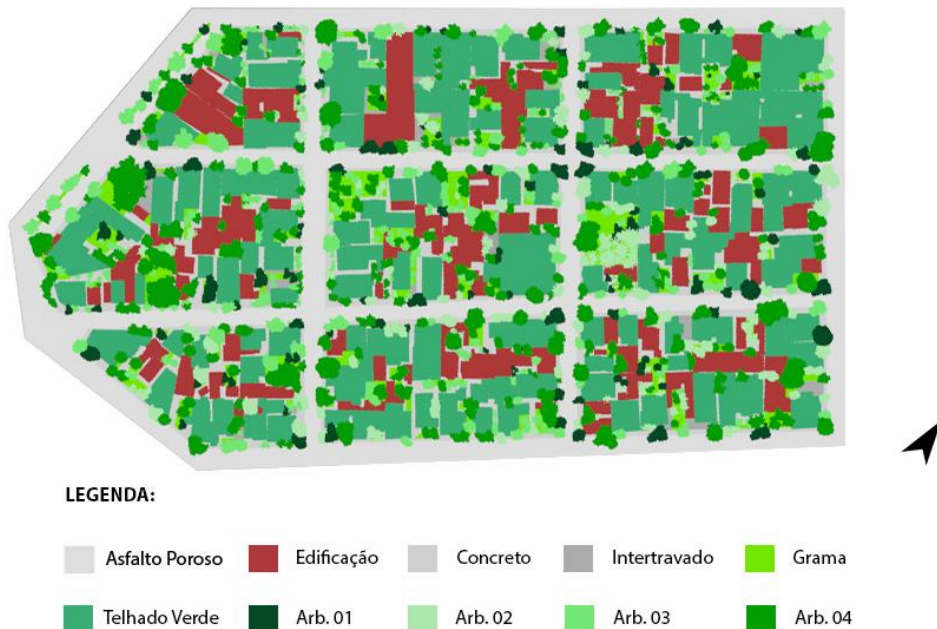 LEGENDA:
Asfalto Poroso Edificação Concreto Intertravado Grama
Telhado Verde Arb. 01 Arb. 02 Arb. 03 Arb. 04